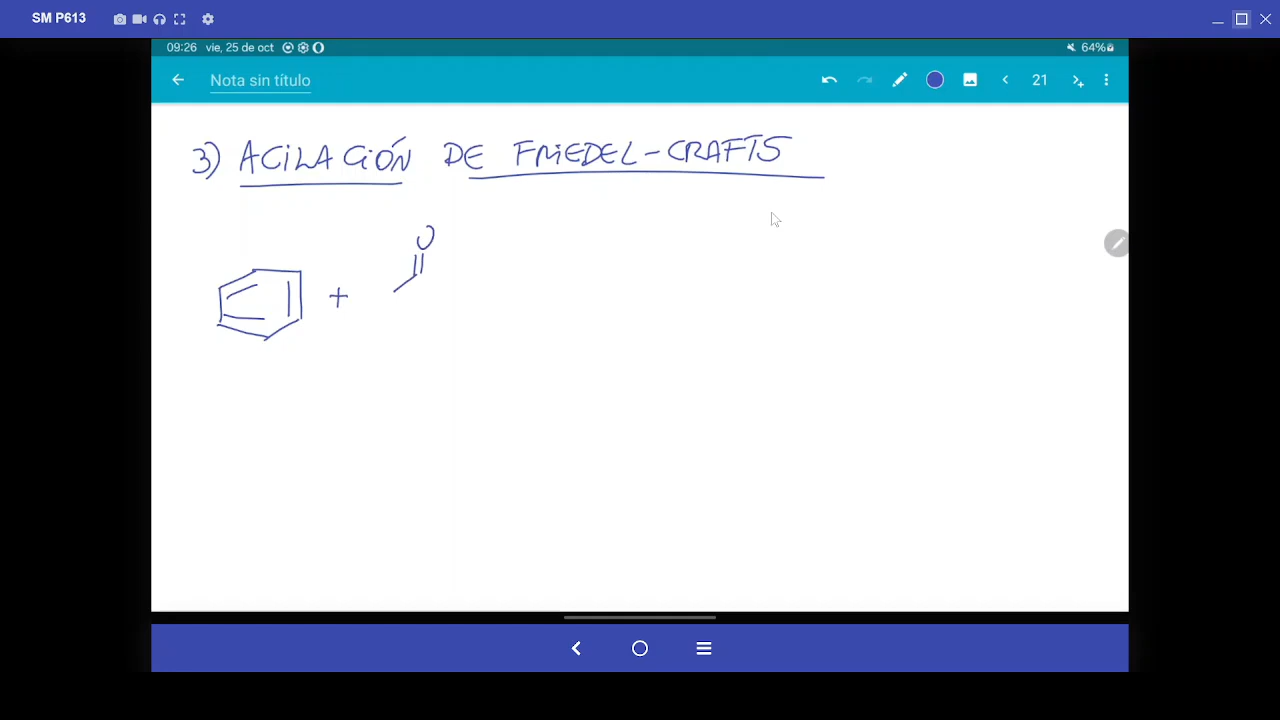 SM P613
09:26 vie, 25 de oct 64%
Nota sin título 21
3) ACILACIÓN DE FRIEDEL-CRAFTS
O
+